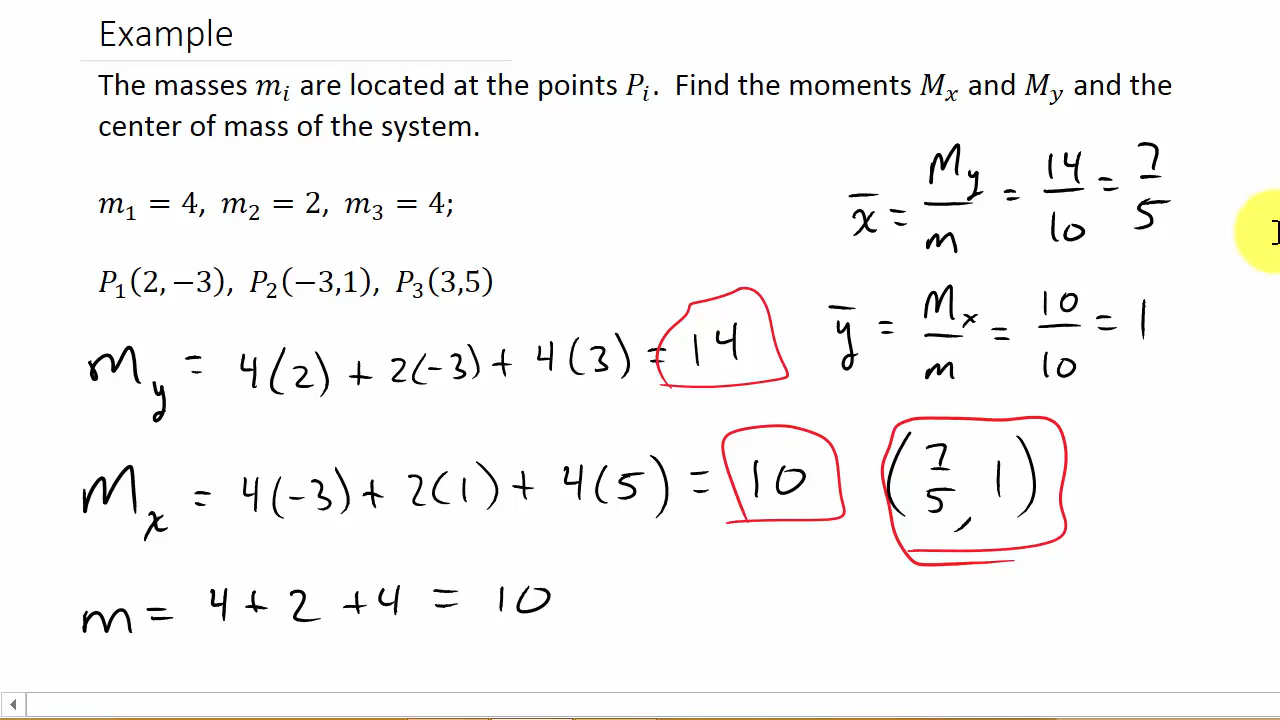 Example
The masses mᵢ are located at the points Pᵢ. Find the moments Mₓ and M_y and the
center of mass of the system.
m₁ = 4, m₂ = 2, m₃ = 4;
P₁(2, −3), P₂(−3,1), P₃(3,5)
M_y = 4(2) + 2(-3) + 4(3) = 14
Mₓ = 4(-3) + 2(1) + 4(5) = 10
m = 4 + 2 + 4 = 10
x̄ = M_y/m = 14/10 = 7/5
ȳ = Mₓ/m = 10/10 = 1
(7/5, 1)